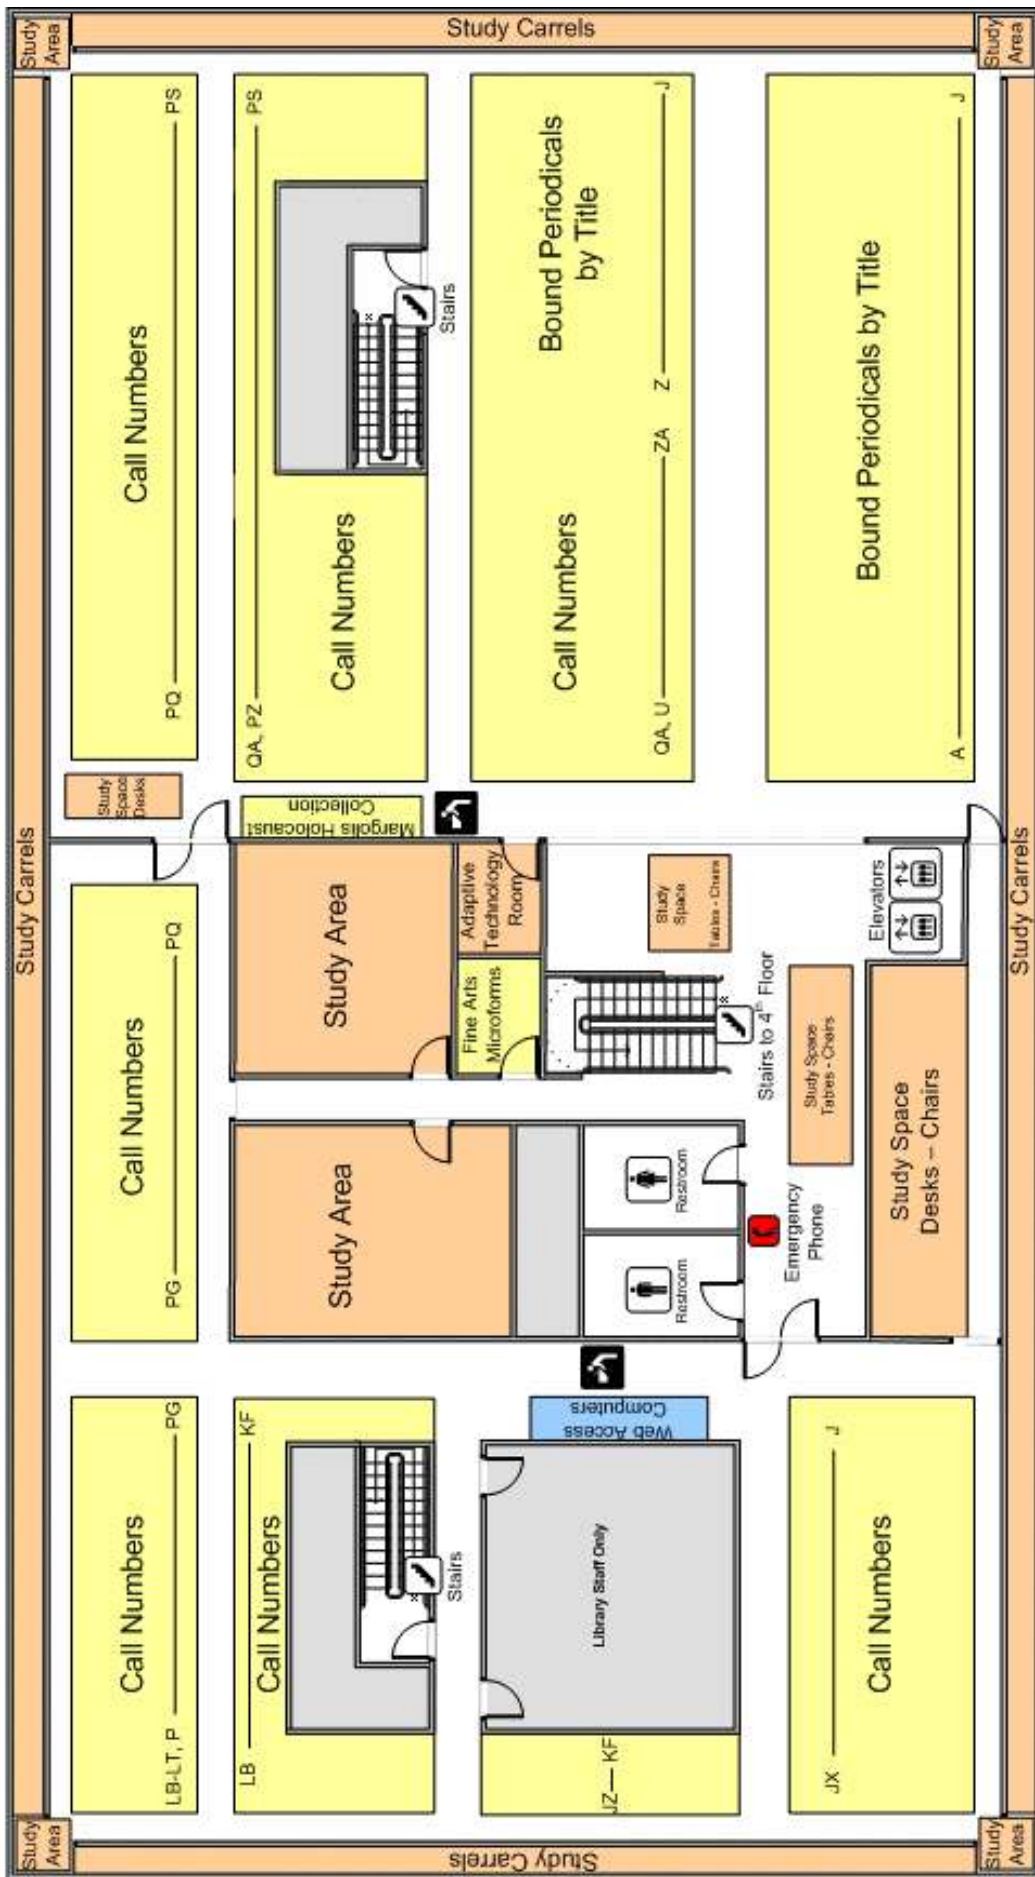 Study
Area
Study Carrels
Study
Area
Study Carrels
Study Carrels
PQ
PS
Call Numbers
QA, PZ
PS
Call Numbers
Stairs
Bound Periodicals
by Title
Z
J
Call Numbers
QA, U
ZA
Bound Periodicals by Title
A
J
Study
Space
Desks
Margolis Holocaust
Collection
Call Numbers
PG
PQ
Study Area
Adaptive
Technology
Room
Fine Arts
Microforms
Study
Space
Tables - Chairs
Elevators
Stairs to 4th Floor
Study Space
Tables - Chairs
Study Space
Desks – Chairs
Study Area
Restroom
Restroom
Emergency
Phone
Call Numbers
LB-LT, P
PG
Call Numbers
LB
KF
Stairs
Web Access
Computers
Library Staff Only
JZ
KF
Call Numbers
JX
J
Study
Area
Study Carrels
Study
Area